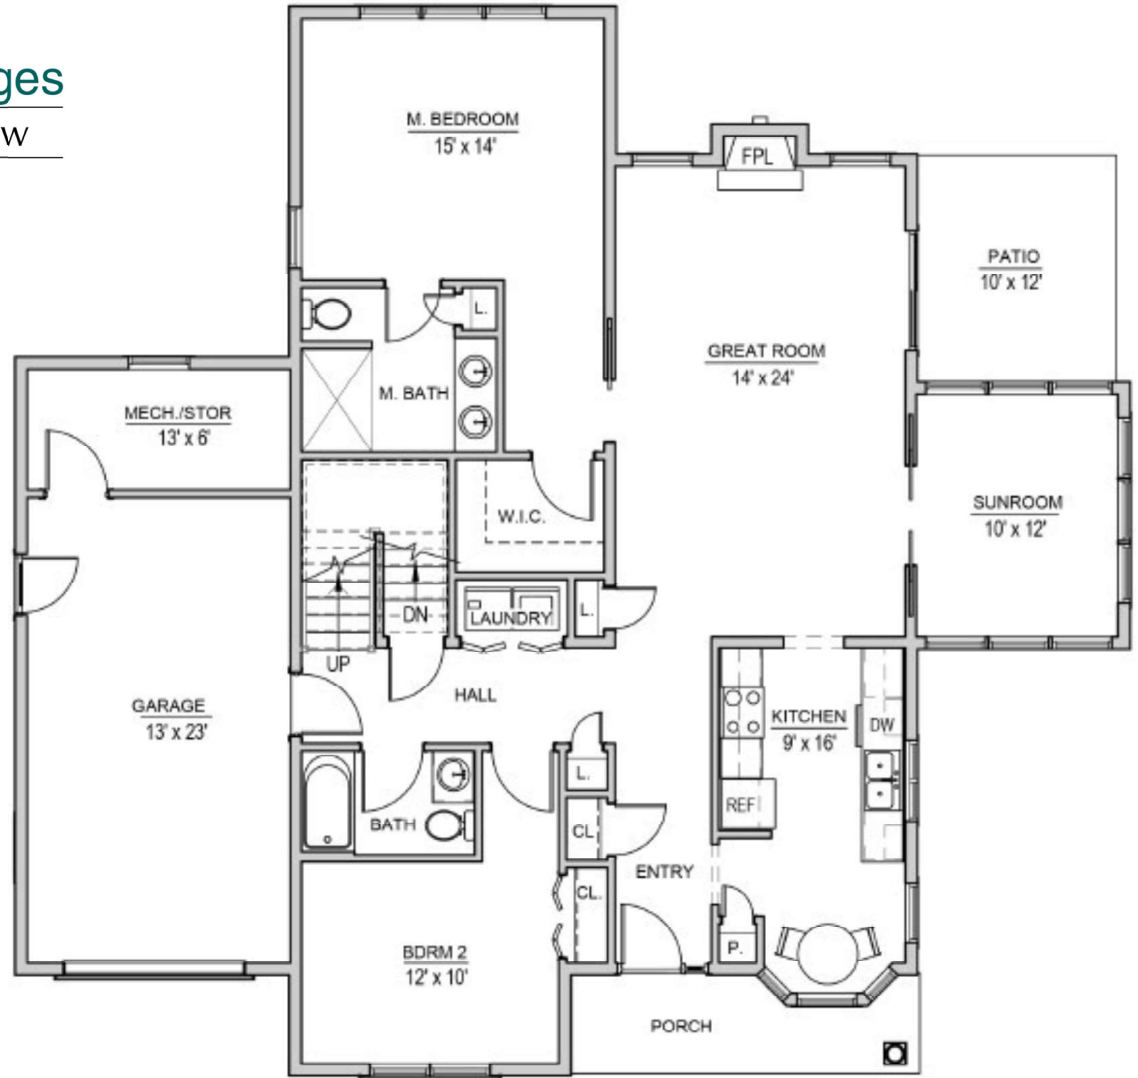 ges
w
M. BEDROOM
15' x 14'
FPL
PATIO
10' x 12'
L.
GREAT ROOM
14' x 24'
M. BATH
MECH./STOR
13' x 6'
SUNROOM
10' x 12'
W.I.C.
DN
LAUNDRY
L.
UP
HALL
GARAGE
13' x 23'
KITCHEN
9' x 16'
DW
L.
REF
BATH
CL
ENTRY
CL.
P.
BDRM 2
12' x 10'
PORCH